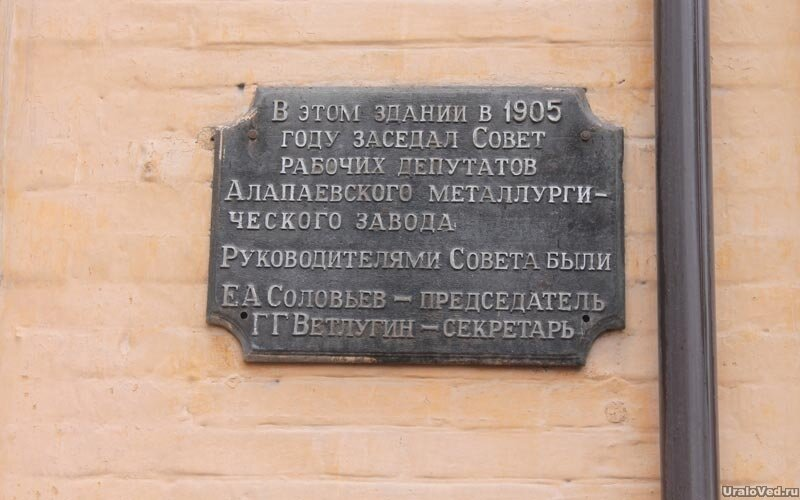 В ЭТОМ ЗДАНИИ В 1905
ГОДУ ЗАСЕДАЛ СОВЕТ
РАБОЧИХ ДЕПУТАТОВ
АЛАПАЕВСКОГО МЕТАЛЛУРГИ-
ЧЕСКОГО ЗАВОДА
РУКОВОДИТЕЛЯМИ СОВЕТА БЫЛИ
Е.А СОЛОВЬЕВ — ПРЕДСЕДАТЕЛЬ
Г Г ВЕТЛУГИН — СЕКРЕТАРЬ
UraloVed.ru